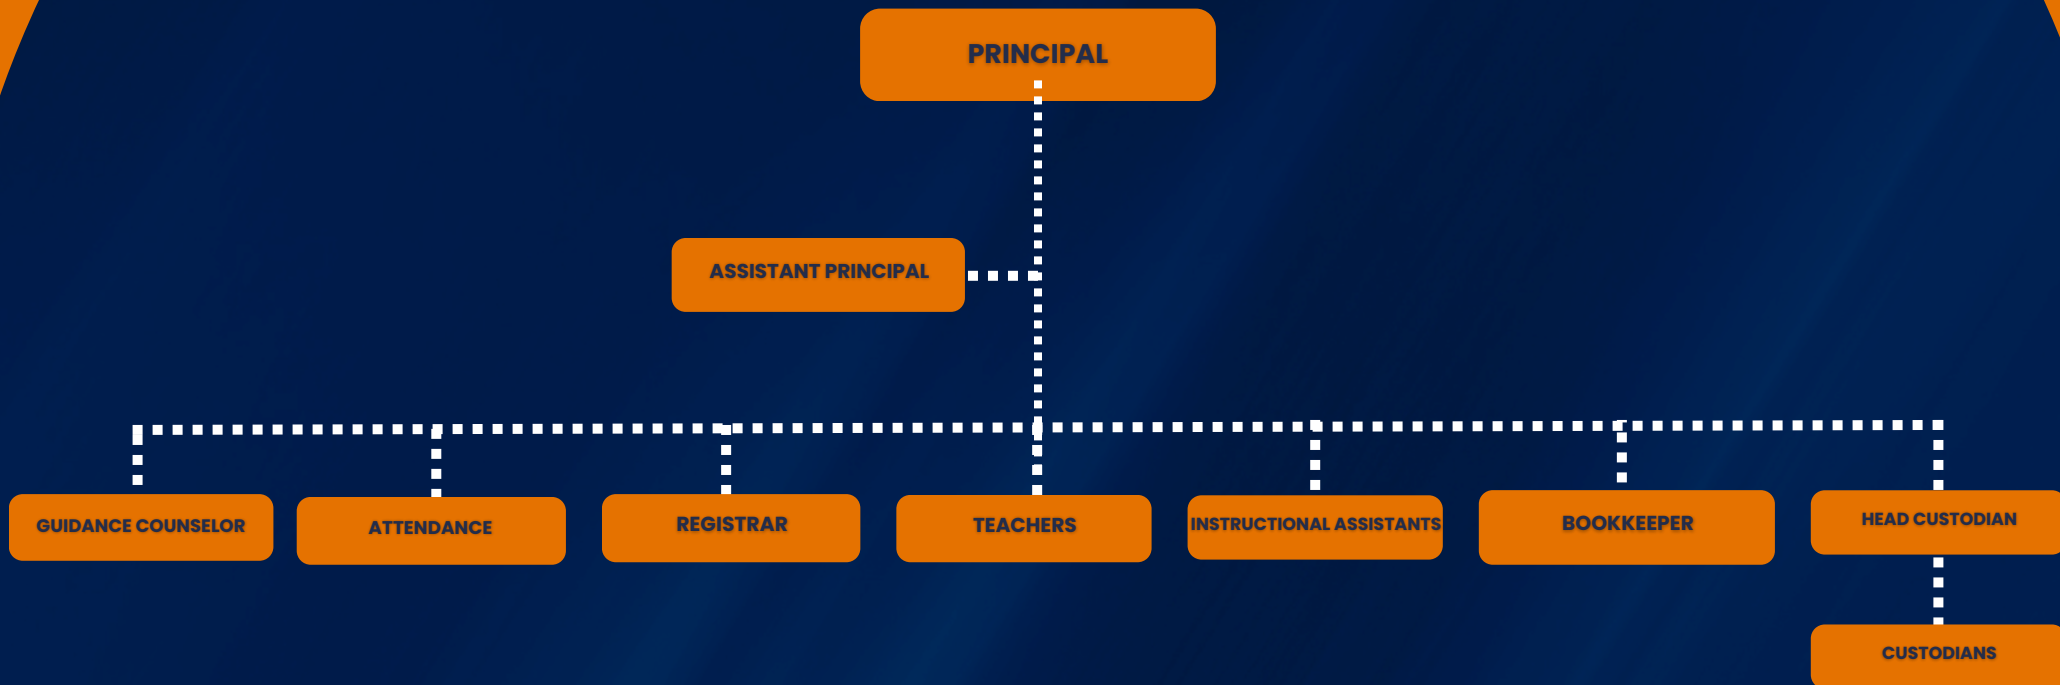 PRINCIPAL
ASSISTANT PRINCIPAL
GUIDANCE COUNSELOR
ATTENDANCE
REGISTRAR
TEACHERS
INSTRUCTIONAL ASSISTANTS
BOOKKEEPER
HEAD CUSTODIAN
CUSTODIANS